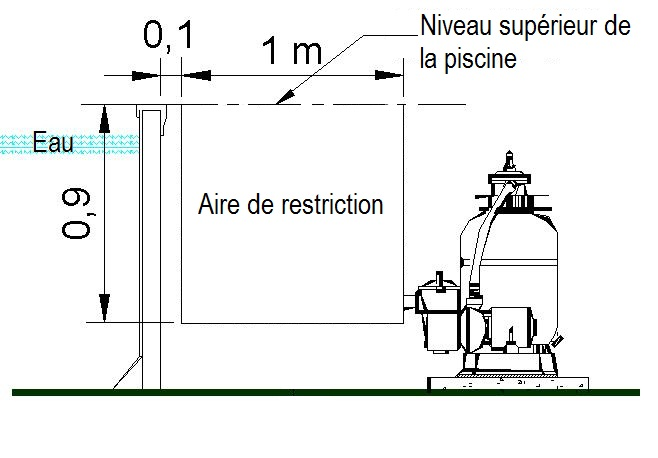 Niveau supérieur de
la piscine
0,1
1 m
Eau
0,9
Aire de restriction